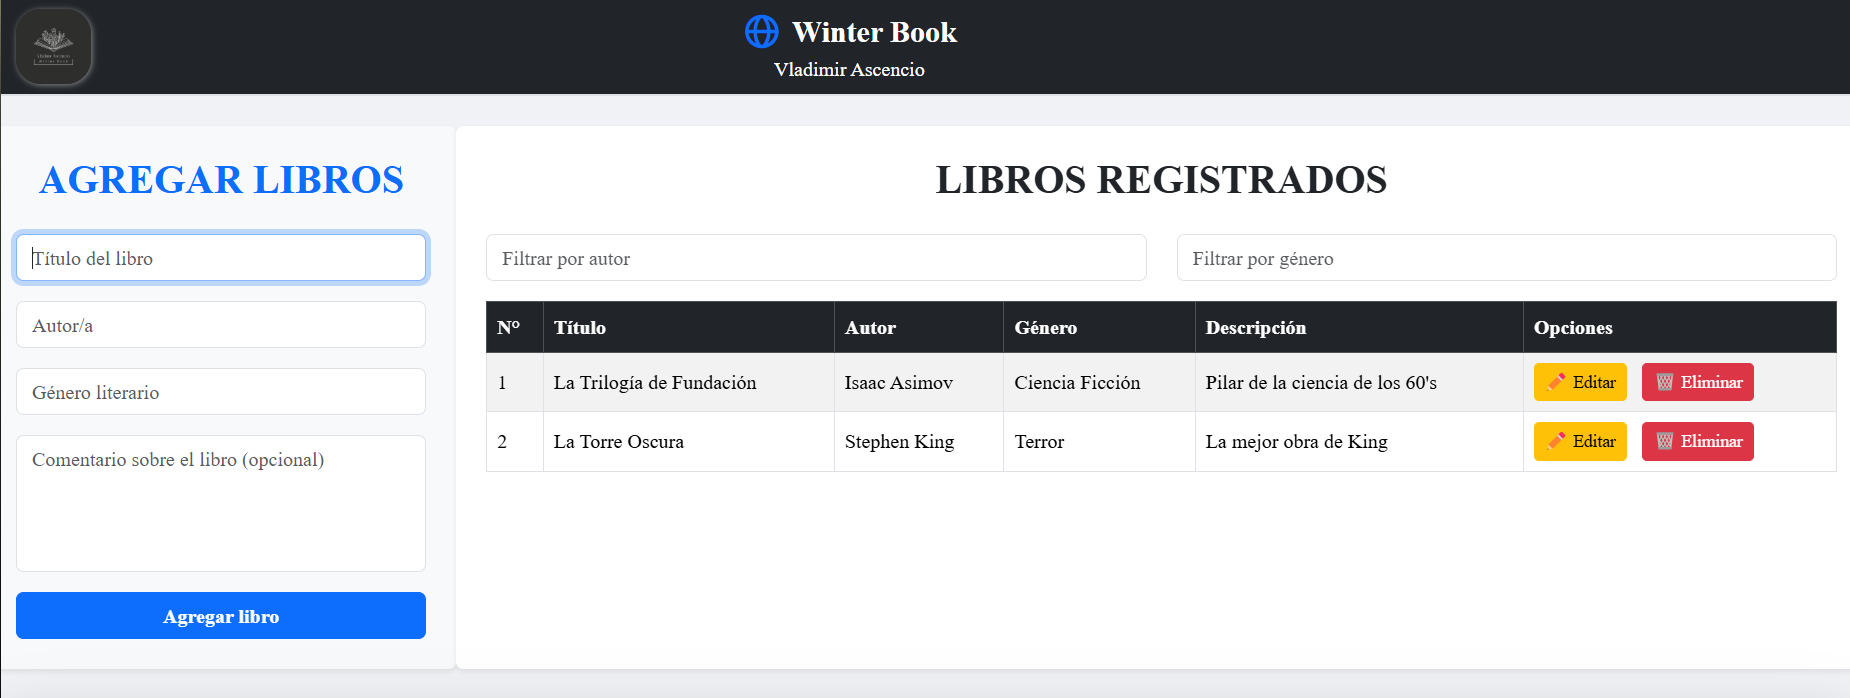 Winter Book
Vladimir Ascencio
AGREGAR LIBROS
Título del libro
Autor/a
Género literario
Comentario sobre el libro (opcional)
Agregar libro
LIBROS REGISTRADOS
Filtrar por autor Filtrar por género
N° Título Autor Género Descripción Opciones
1 La Trilogía de Fundación Isaac Asimov Ciencia Ficción Pilar de la ciencia de los 60's Editar Eliminar
2 La Torre Oscura Stephen King Terror La mejor obra de King Editar Eliminar